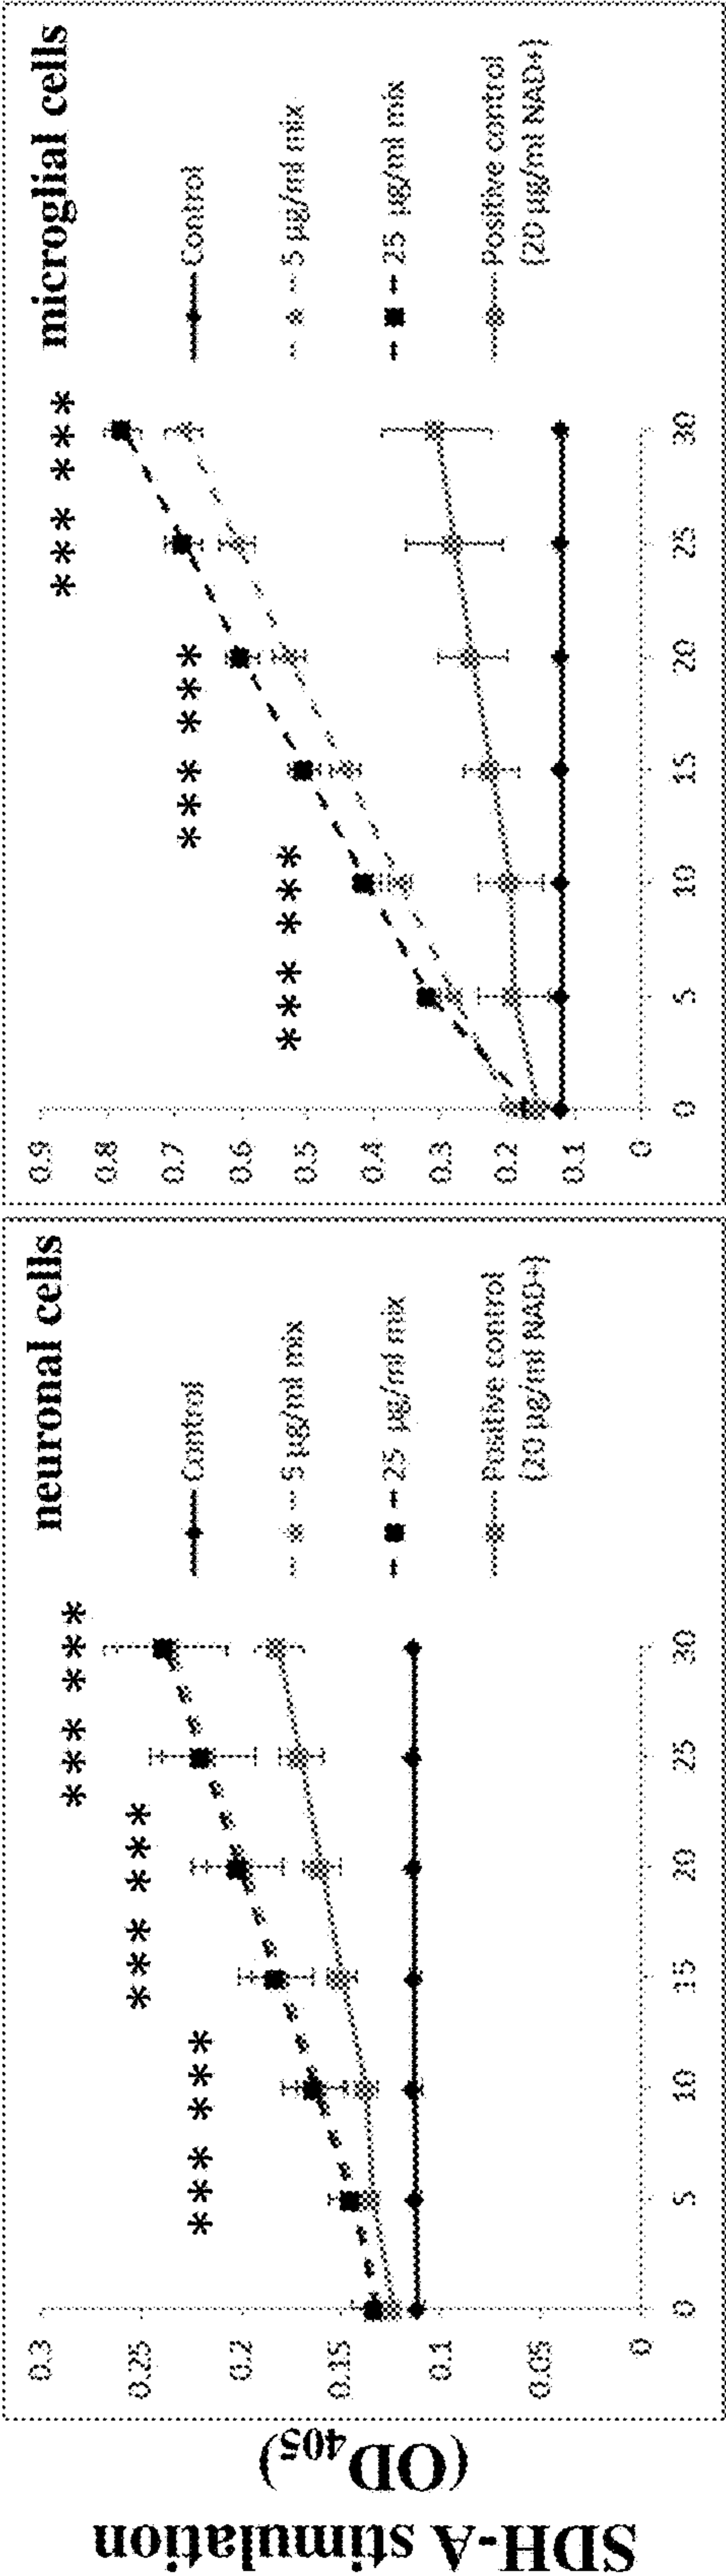 SDH-A stimulation
(OD405)
neuronal cells
0.3
0.25
0.2
0.15
0.1
0.05
0
0 5 10 15 20 25 30
*** ***
*** ***
*** ***
Control
5 µg/ml mix
25 µg/ml mix
Positive control
(20 µg/ml NAD+)
microglial cells
0.9
0.8
0.7
0.6
0.5
0.4
0.3
0.2
0.1
0
0 5 10 15 20 25 30
*** ***
*** ***
*** ***
Control
5 µg/ml mix
25 µg/ml mix
Positive control
(20 µg/ml NAD+)